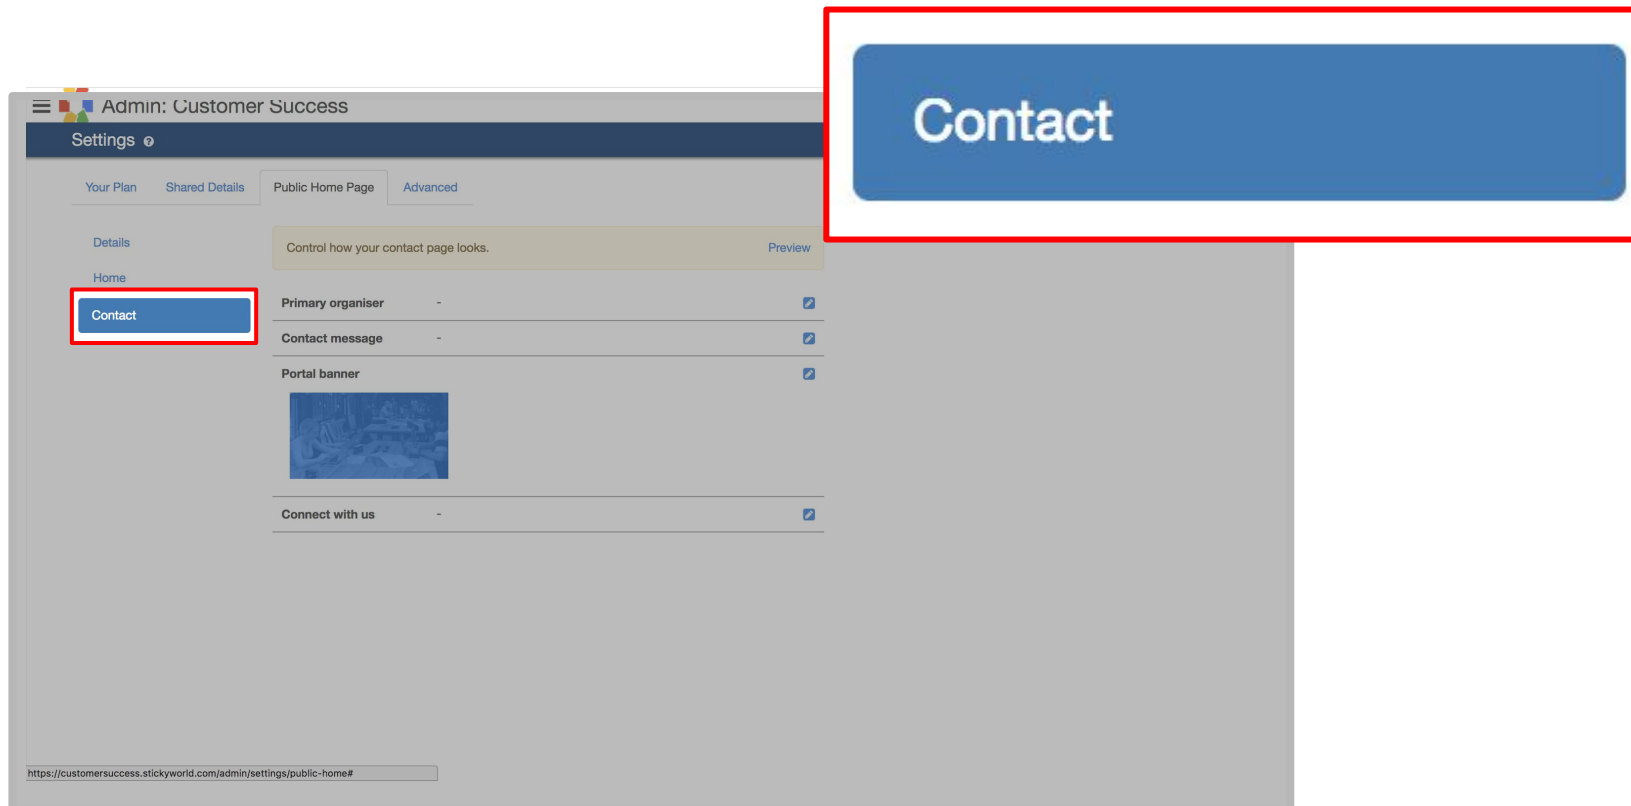 Contact
Admin: Customer Success
Settings
Your Plan Shared Details Public Home Page Advanced
Details
Home
Contact
Control how your contact page looks. Preview
Primary organiser -
Contact message -
Portal banner
Connect with us -
https://customersuccess.stickyworld.com/admin/settings/public-home#